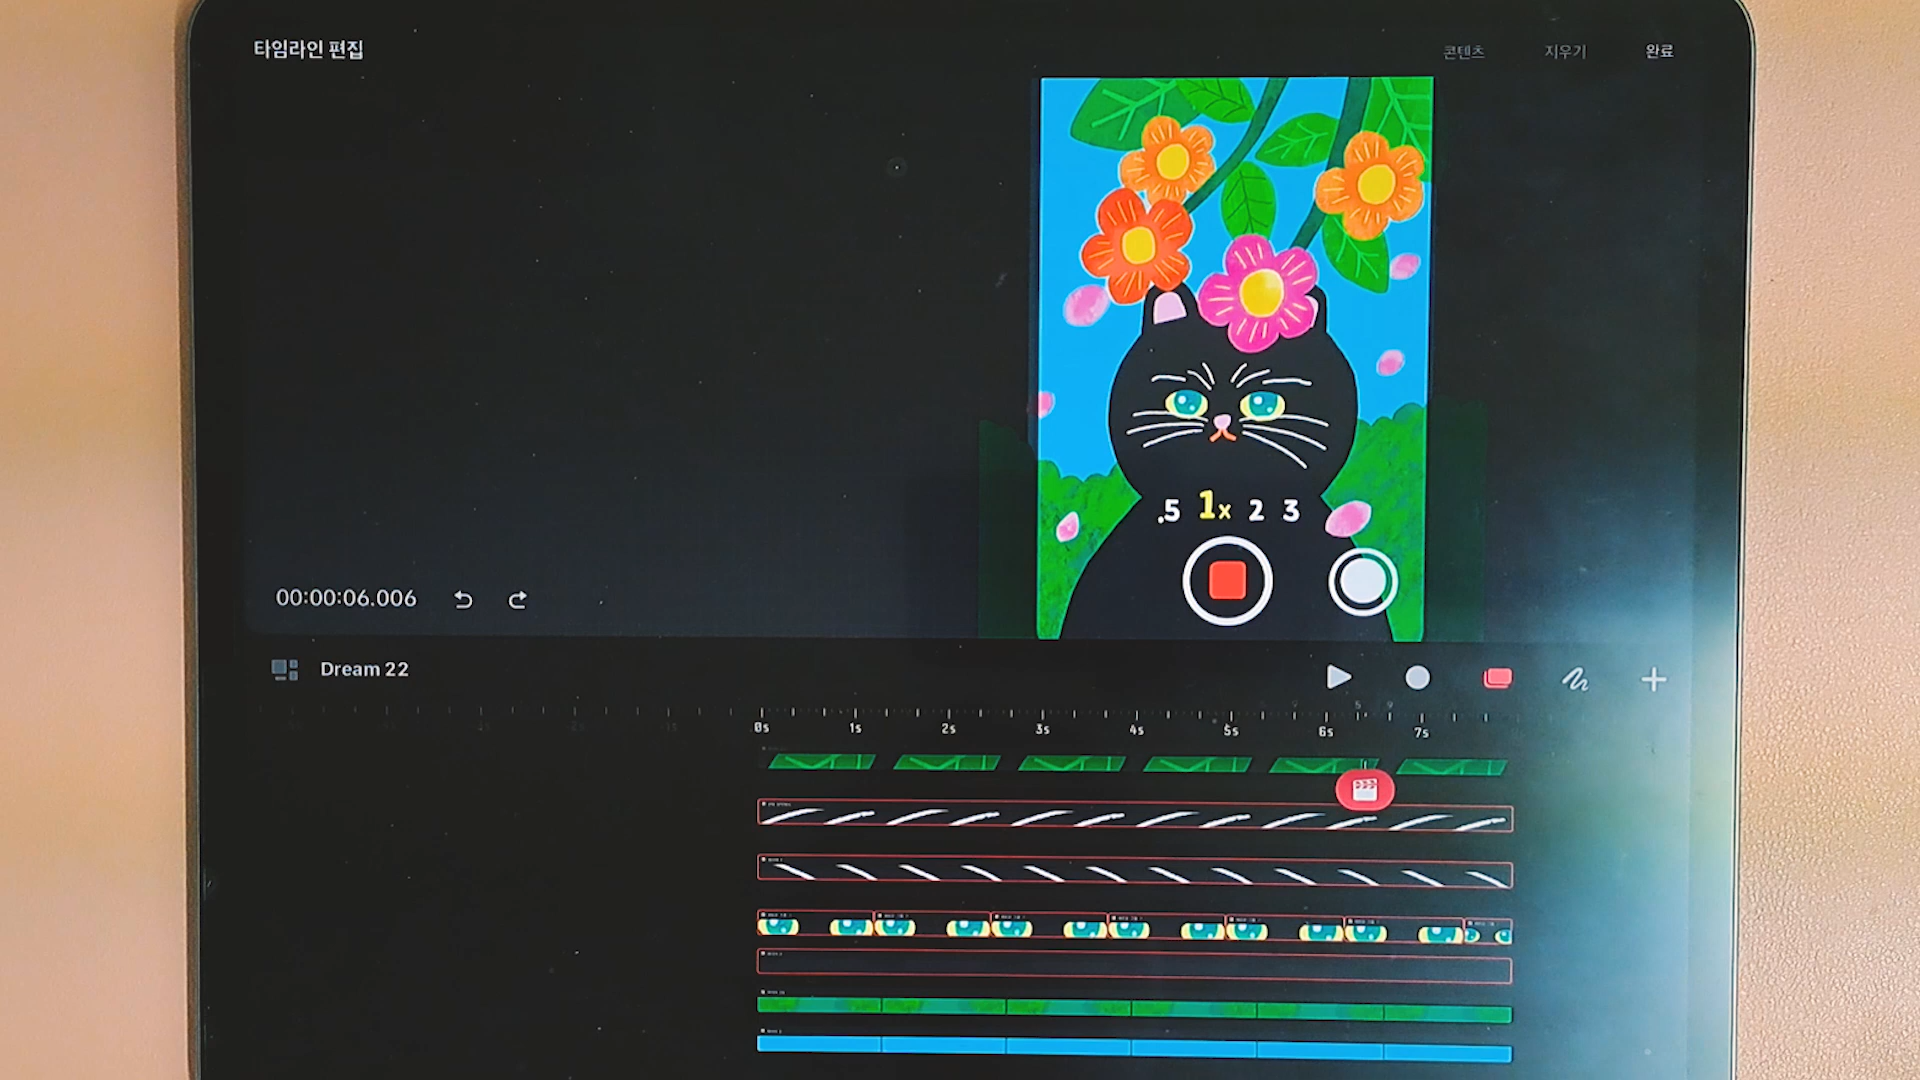 타임라인 편집
콘텐츠 지우기 완료
.5 1x 2 3
00:00:06.006
Dream 22
0s 1s 2s 3s 4s 5s 6s 7s